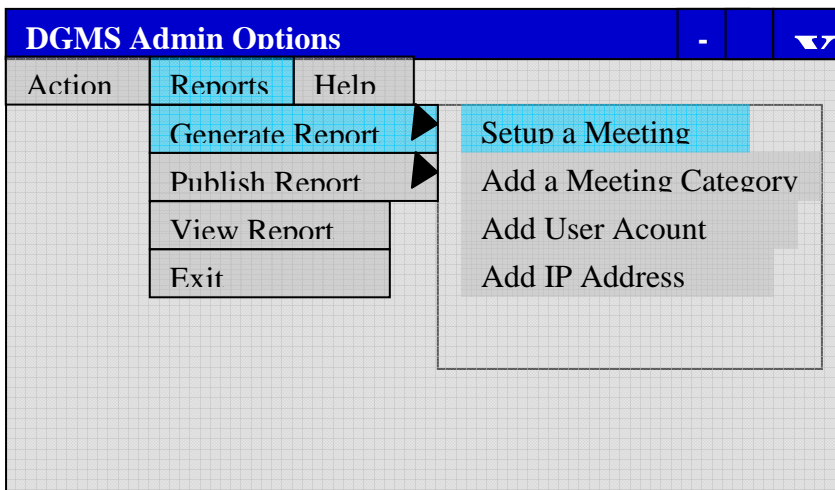 DGMS Admin Options -
Action Reports Help
Generate Report
Publish Report
View Report
Exit
Setup a Meeting
Add a Meeting Category
Add User Acount
Add IP Address